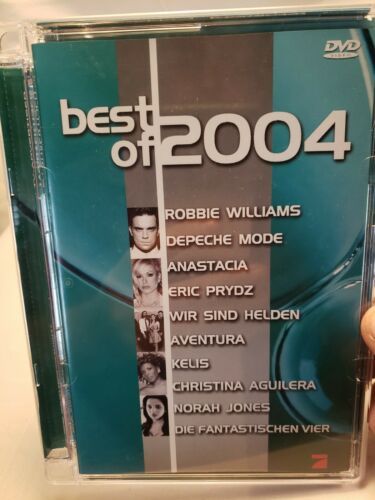 DVD
VIDEO
best
of 2004
ROBBIE WILLIAMS
DEPECHE MODE
ANASTACIA
ERIC PRYDZ
WIR SIND HELDEN
AVENTURA
KELIS
CHRISTINA AGUILERA
NORAH JONES
DIE FANTASTISCHEN VIER